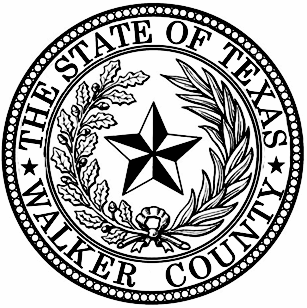 THE STATE OF TEXAS
WALKER COUNTY